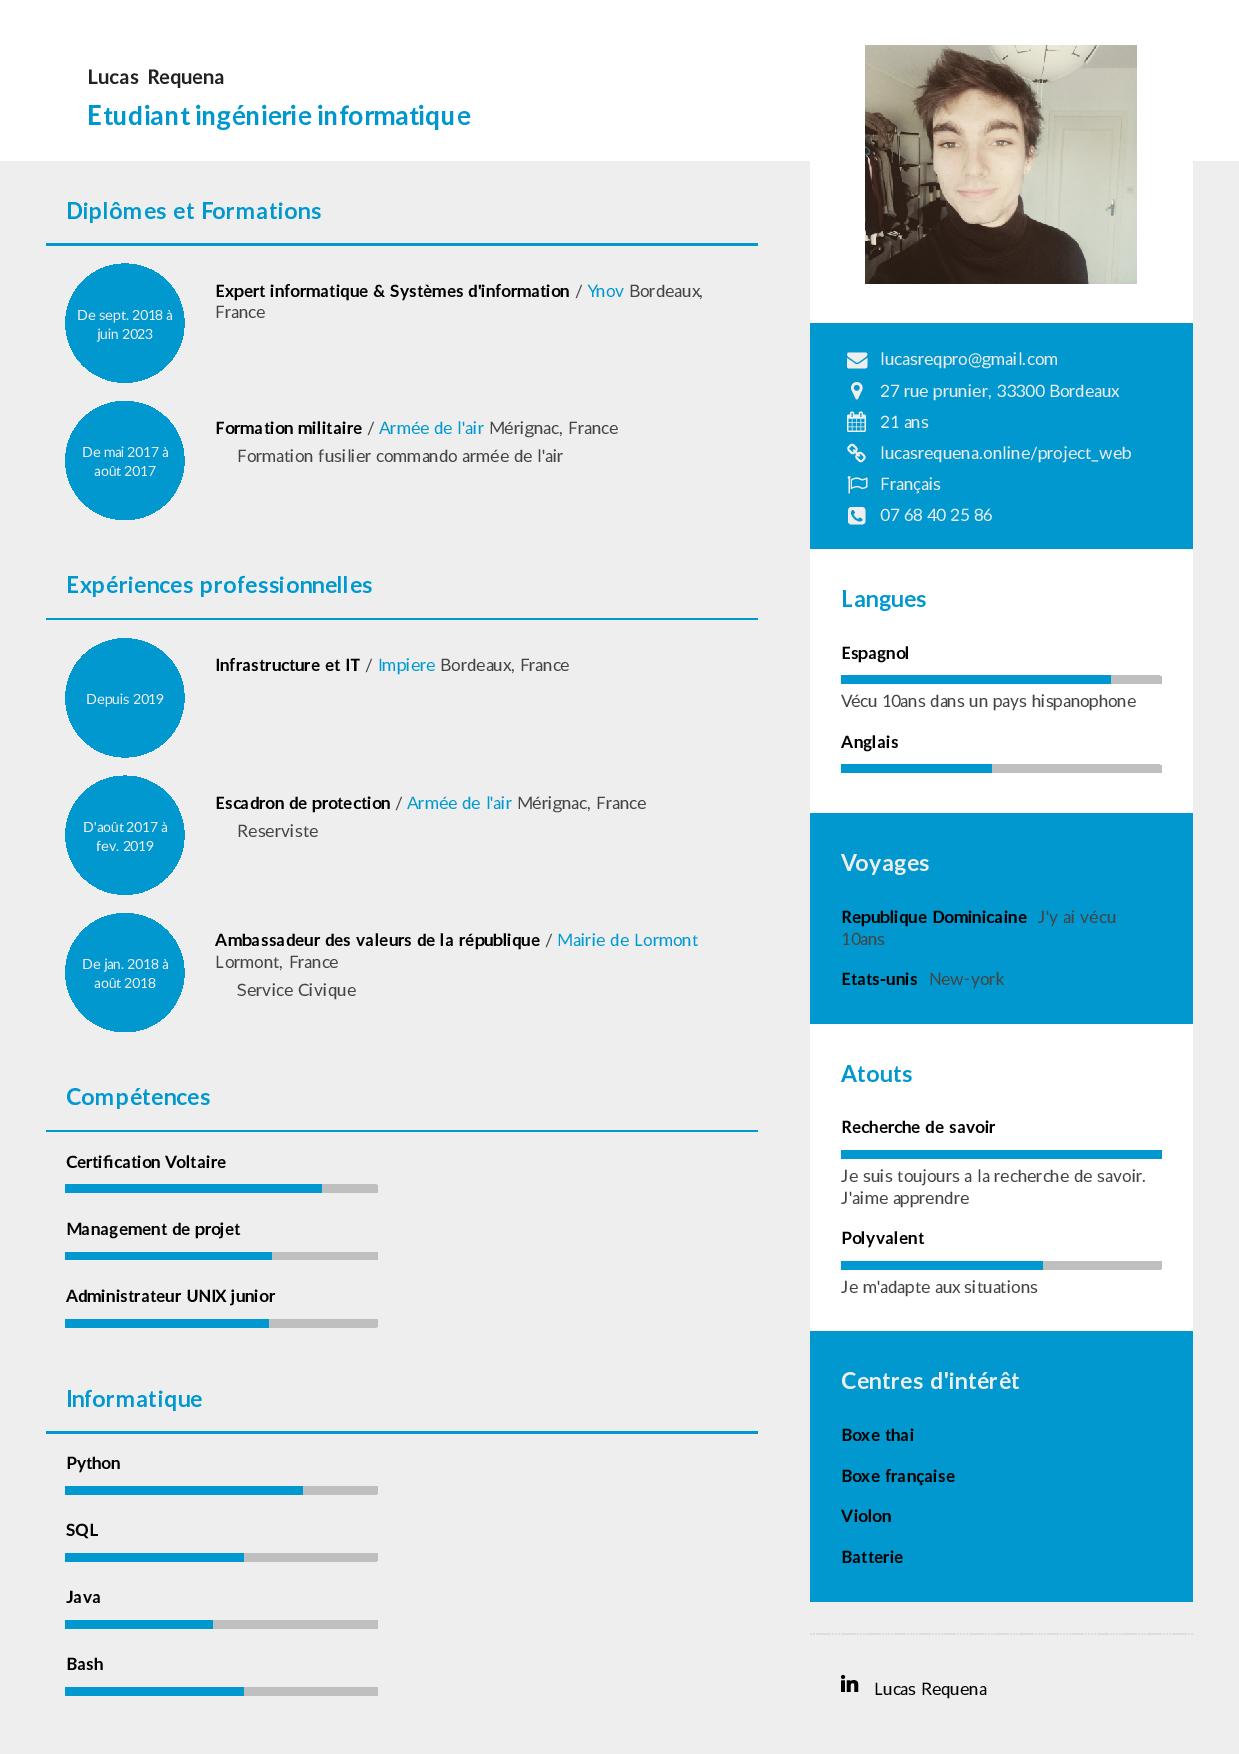 Lucas Requena
Etudiant ingénierie informatique
Diplômes et Formations
De sept. 2018 à
juin 2023
Expert informatique & Systèmes d'information / Ynov Bordeaux,
France
De mai 2017 à
août 2017
Formation militaire / Armée de l'air Mérignac, France
Formation fusilier commando armée de l'air
Expériences professionnelles
Depuis 2019
Infrastructure et IT / Impiere Bordeaux, France
D'août 2017 à
fev. 2019
Escadron de protection / Armée de l'air Mérignac, France
Reserviste
De jan. 2018 à
août 2018
Ambassadeur des valeurs de la république / Mairie de Lormont
Lormont, France
Service Civique
Compétences
Certification Voltaire
Management de projet
Administrateur UNIX junior
Informatique
Python
SQL
Java
Bash
lucasreqpro@gmail.com
27 rue prunier, 33300 Bordeaux
21 ans
lucasrequena.online/project_web
Français
07 68 40 25 86
Langues
Espagnol
Vécu 10ans dans un pays hispanophone
Anglais
Voyages
Republique Dominicaine J'y ai vécu
10ans
Etats-unis New-york
Atouts
Recherche de savoir
Je suis toujours a la recherche de savoir.
J'aime apprendre
Polyvalent
Je m'adapte aux situations
Centres d'intérêt
Boxe thai
Boxe française
Violon
Batterie
in Lucas Requena